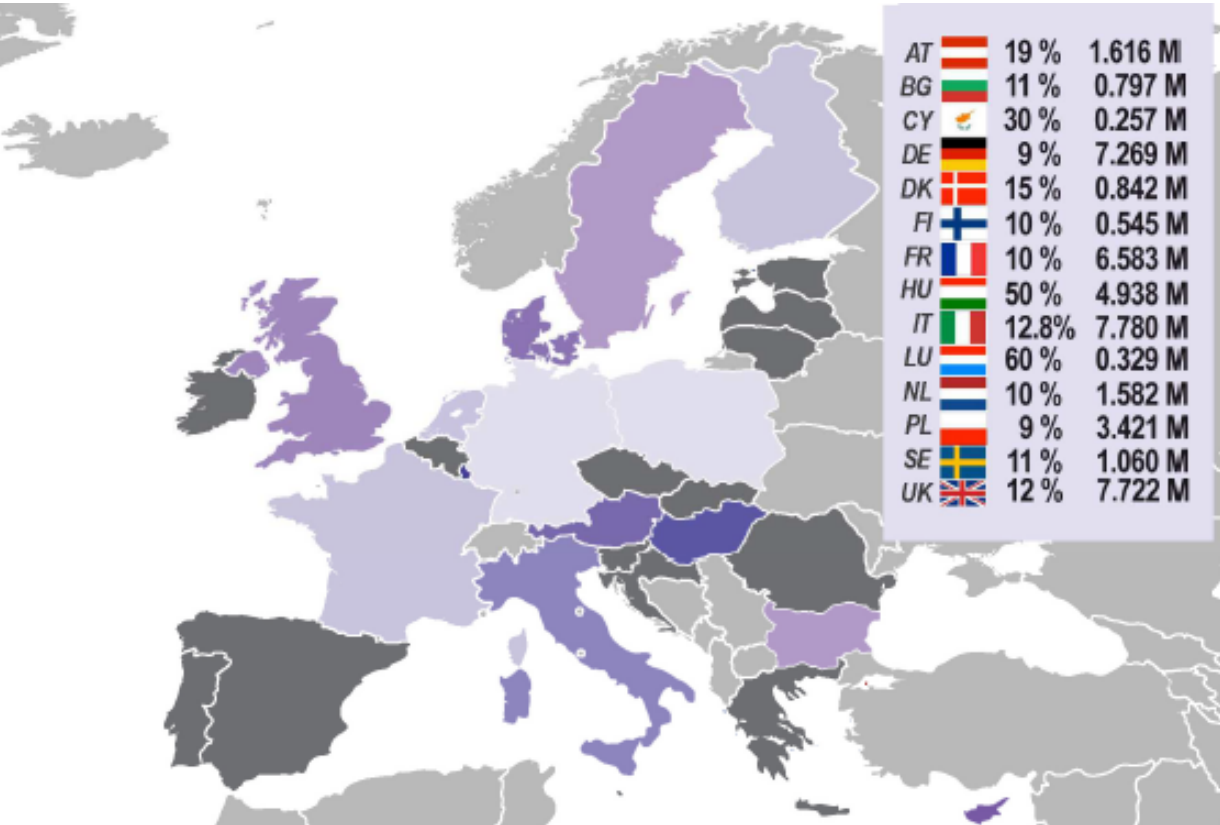 AT 19 % 1.616 M
BG 11 % 0.797 M
CY 30 % 0.257 M
DE 9 % 7.269 M
DK 15 % 0.842 M
FI 10 % 0.545 M
FR 10 % 6.583 M
HU 50 % 4.938 M
IT 12.8% 7.780 M
LU 60 % 0.329 M
NL 10 % 1.582 M
PL 9 % 3.421 M
SE 11 % 1.060 M
UK 12 % 7.722 M